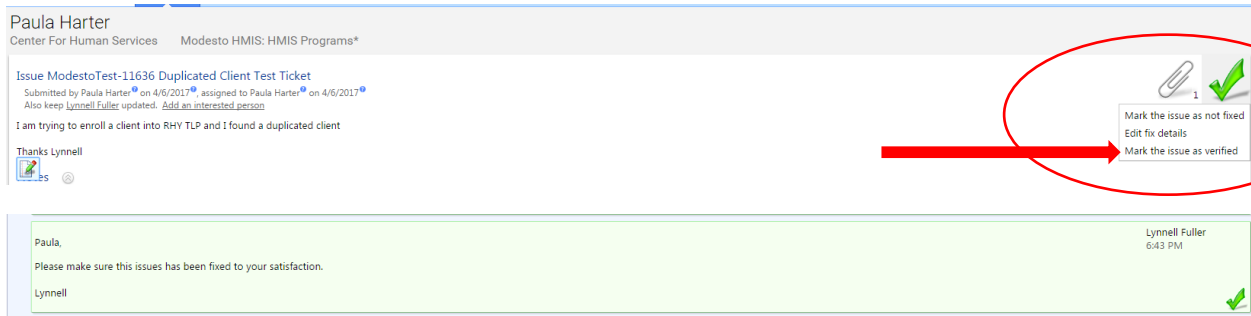 Paula Harter
Center For Human Services Modesto HMIS: HMIS Programs*
Issue ModestoTest-11636 Duplicated Client Test Ticket
Submitted by Paula Harter? on 4/6/2017?, assigned to Paula Harter? on 4/6/2017?
Also keep Lynnell Fuller updated. Add an interested person
I am trying to enroll a client into RHY TLP and I found a duplicated client
Thanks Lynnell
1
Mark the issue as not fixed
Edit fix details
Mark the issue as verified
Paula,
Please make sure this issues has been fixed to your satisfaction.
Lynnell
Lynnell Fuller
6:43 PM